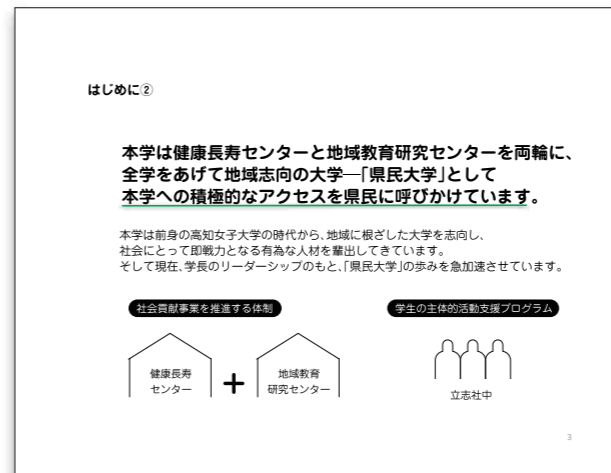 はじめに②
本学は健康長寿センターと地域教育研究センターを両輪に、
全学をあげて地域志向の大学―「県民大学」として
本学への積極的なアクセスを県民に呼びかけています。
本学は前身の高知女子大学の時代から、地域に根ざした大学を志向し、
社会にとって即戦力となる有為な人材を輩出してきています。
そして現在、学長のリーダーシップのもと、「県民大学」の歩みを急加速させています。
社会貢献事業を推進する体制
健康長寿
センター
+
地域教育
研究センター
学生の主体的活動支援プログラム
立志社中
3